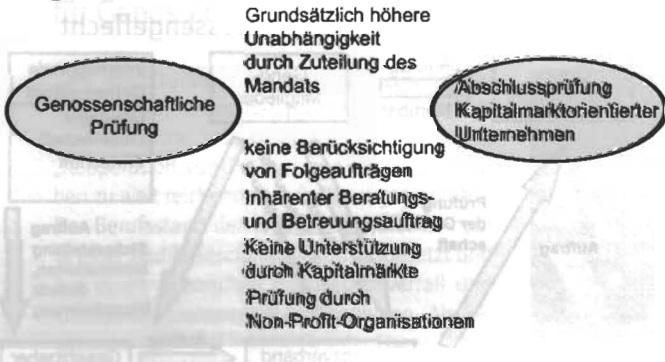 Grundsätzlich höhere
Unabhängigkeit
durch Zuteilung des
Mandats
Genossenschaftliche
Prüfung
Abschlussprüfung
Kapitalmarktorientierter
Unternehmen
keine Berücksichtigung
von Folgeaufträgen
Inhärenter Beratungs-
und Betreuungsauftrag
Keine Unterstützung
durch Kapitalmärkte
Prüfung durch
Non-Profit-Organisationen